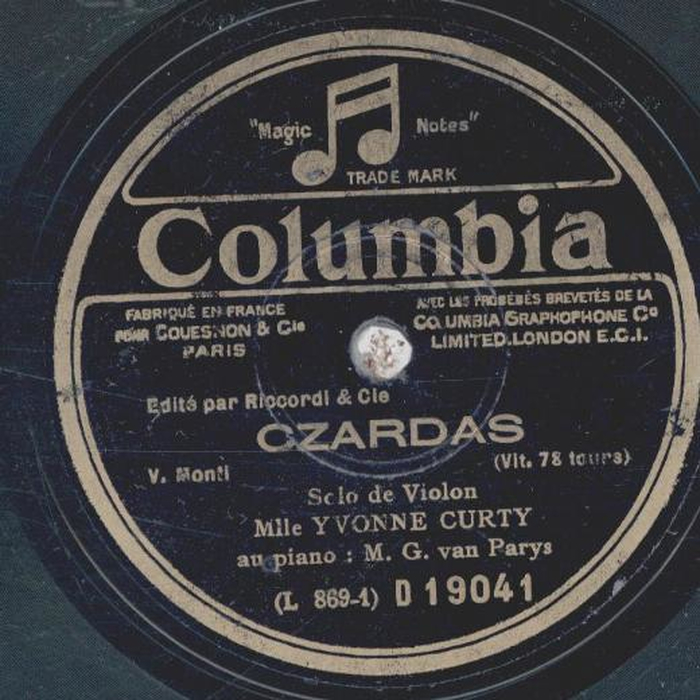 "Magic Notes"
TRADE MARK
Columbia
FABRIQUÉ EN FRANCE
POUR COUESNON & Cie
PARIS
AVEC LES PROCÉDÉS BREVETÉS DE LA
COLUMBIA GRAPHOPHONE Co
LIMITED.LONDON E.C.I.
Edité par Riccordi & Cie
CZARDAS
(Vit. 78 tours)
V. Monti
Solo de Violon
Mlle YVONNE CURTY
au piano : M. G. van Parys
(L 869-1) D 19041